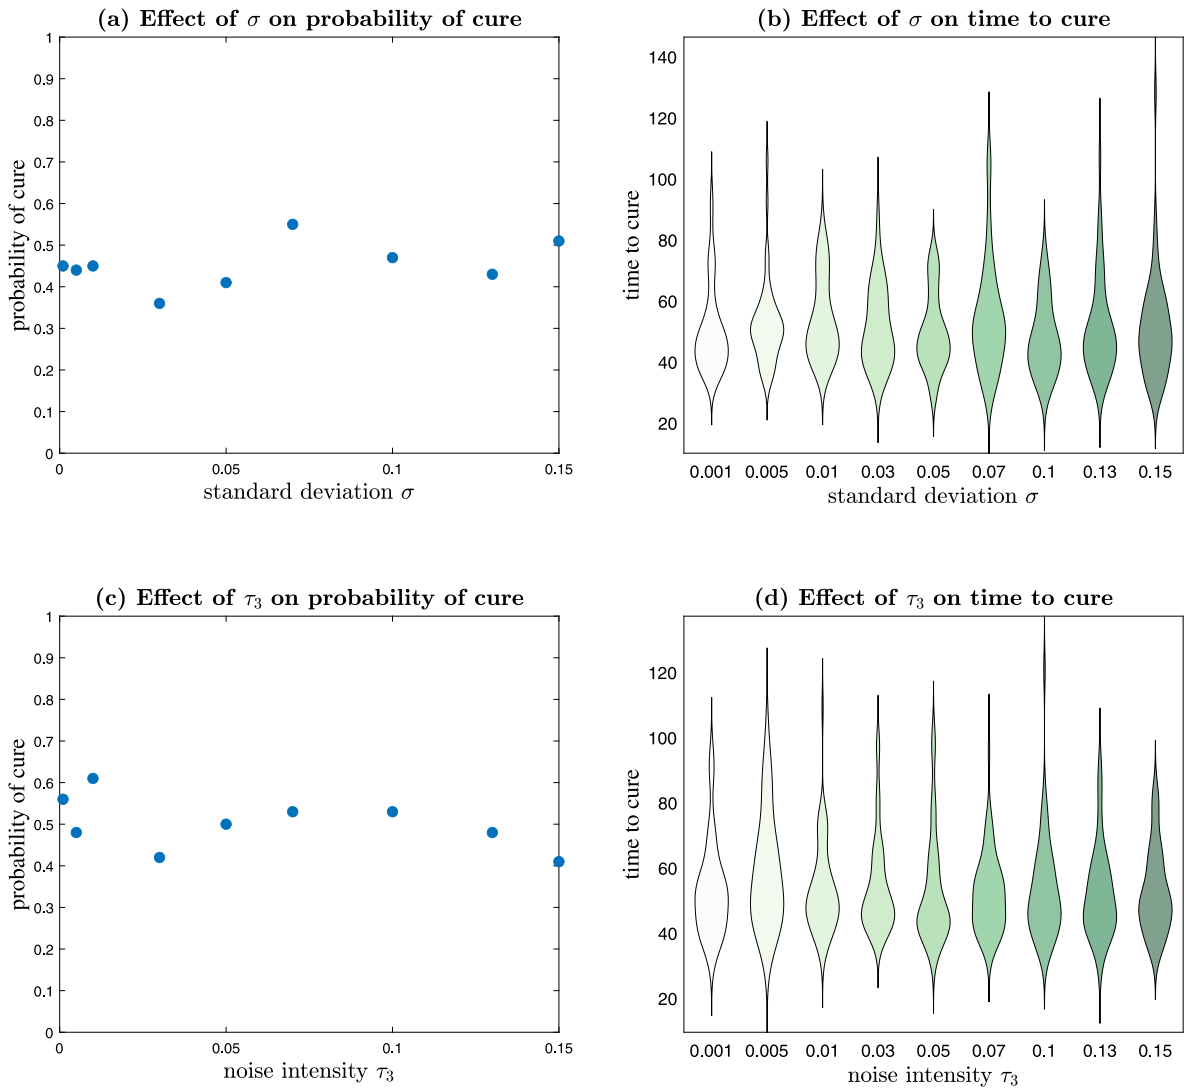 (a) Effect of σ on probability of cure
1
0.9
0.8
0.7
0.6
0.5
0.4
0.3
0.2
0.1
0
probability of cure
0 0.05 0.1 0.15
standard deviation σ
(b) Effect of σ on time to cure
140
120
100
80
60
40
20
time to cure
0.001 0.005 0.01 0.03 0.05 0.07 0.1 0.13 0.15
standard deviation σ
(c) Effect of τ₃ on probability of cure
1
0.9
0.8
0.7
0.6
0.5
0.4
0.3
0.2
0.1
0
probability of cure
0 0.05 0.1 0.15
noise intensity τ₃
(d) Effect of τ₃ on time to cure
120
100
80
60
40
20
time to cure
0.001 0.005 0.01 0.03 0.05 0.07 0.1 0.13 0.15
noise intensity τ₃